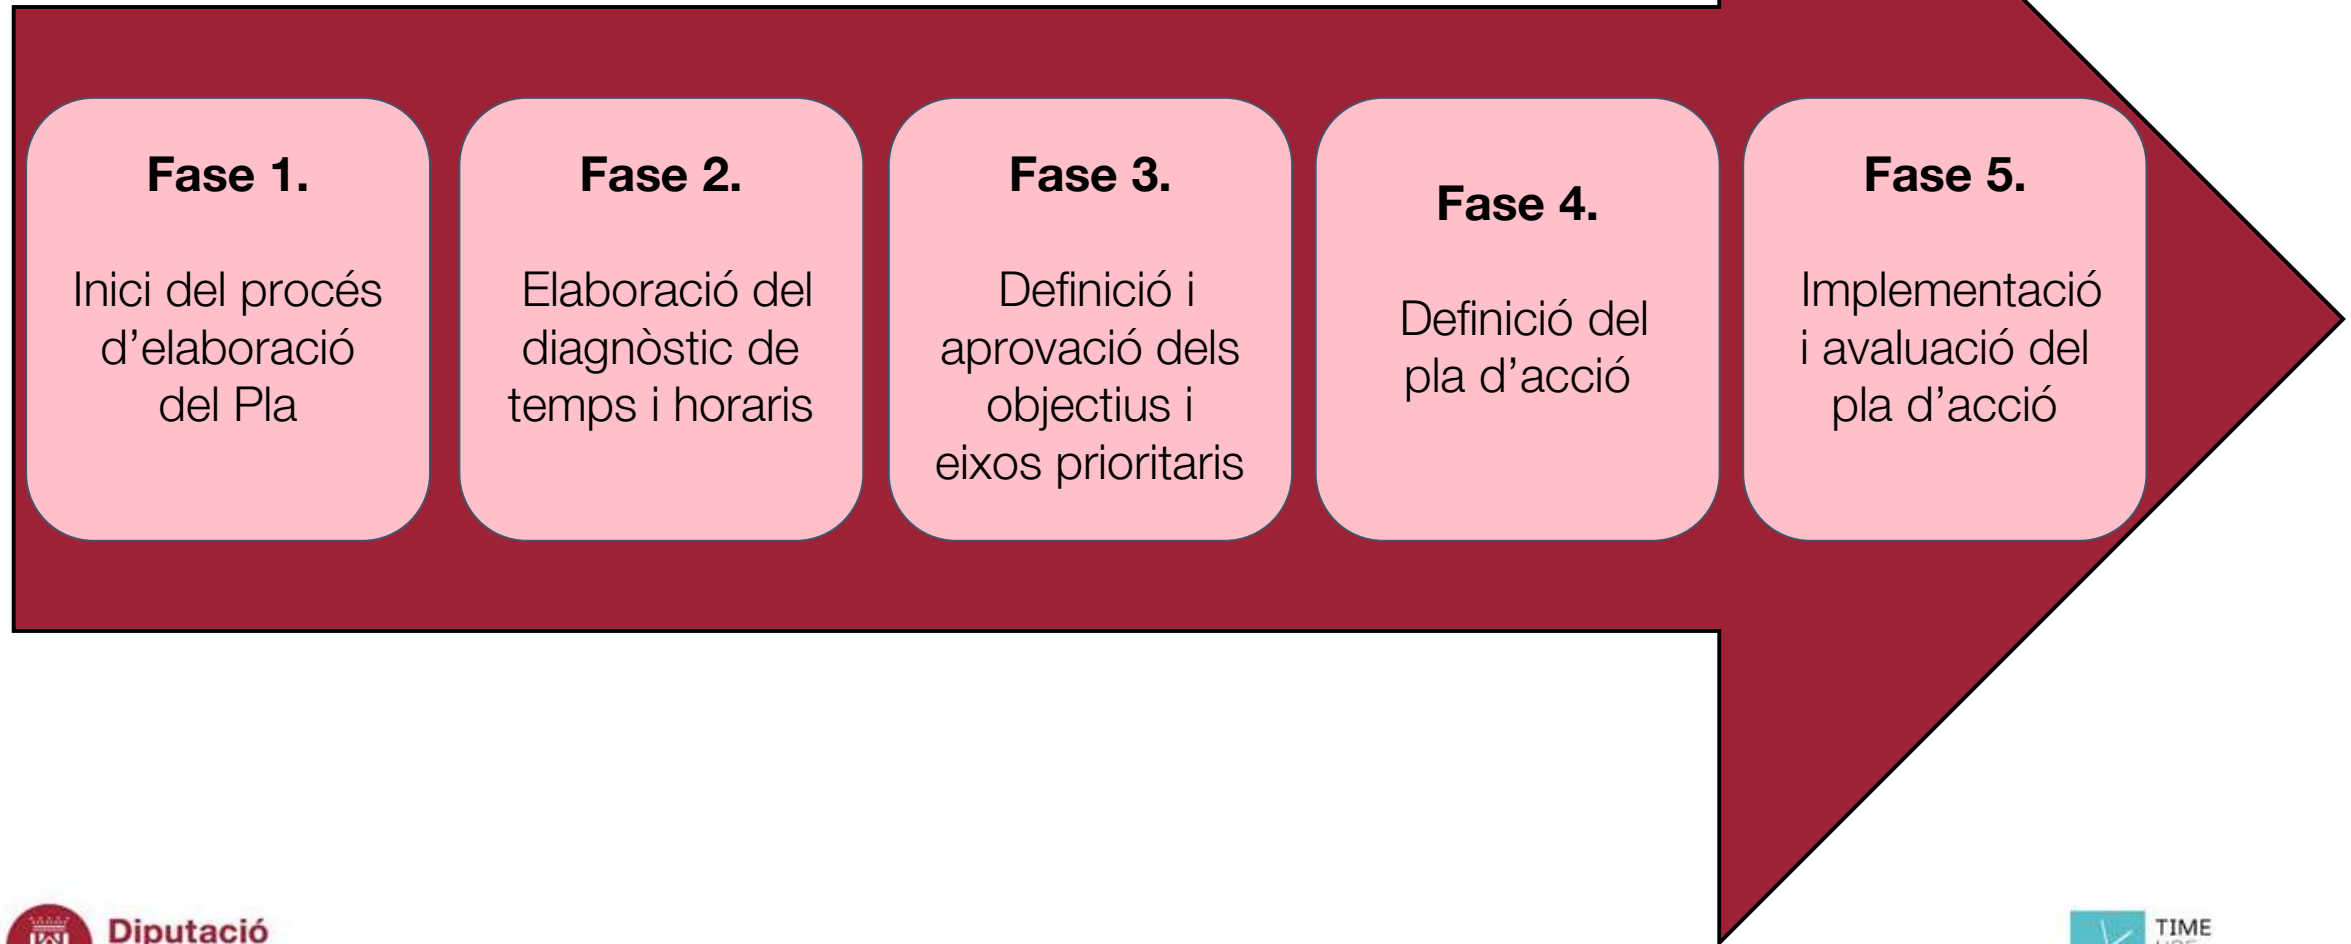 Fase 1.
Inici del procés
d’elaboració
del Pla
Fase 2.
Elaboració del
diagnòstic de
temps i horaris
Fase 3.
Definició i
aprovació dels
objectius i
eixos prioritaris
Fase 4.
Definició del
pla d’acció
Fase 5.
Implementació
i avaluació del
pla d’acció
Diputació
TIME